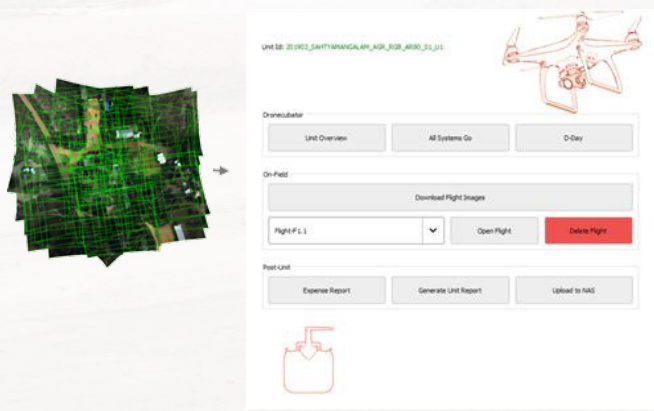 Unit Id: 201903_SAHTYAMANGALAM_AGR_RGB_AR80_S1_U1
Dronecubator
Unit Overview
All Systems Go
D-Day
On-Field
Download Flight Images
Flight-F1.1
Open Flight
Delete Flight
Post-Unit
Expense Report
Generate Unit Report
Upload to NAS